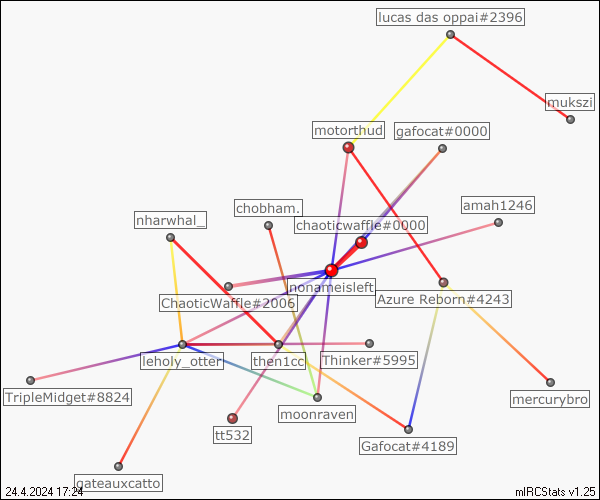 lucas das oppai#2396
mukszi
motorthud
gafocat#0000
amah1246
chobham.
nharwhal_
chaoticwaffle#0000
nonameisleft
ChaoticWaffle#2006
Azure Reborn#4243
leholy_otter
then1cc
Thinker#5995
TripleMidget#8824
mercurybro
moonraven
tt532
Gafocat#4189
gateauxcatto
24.4.2024 17:24
mIRCStats v1.25